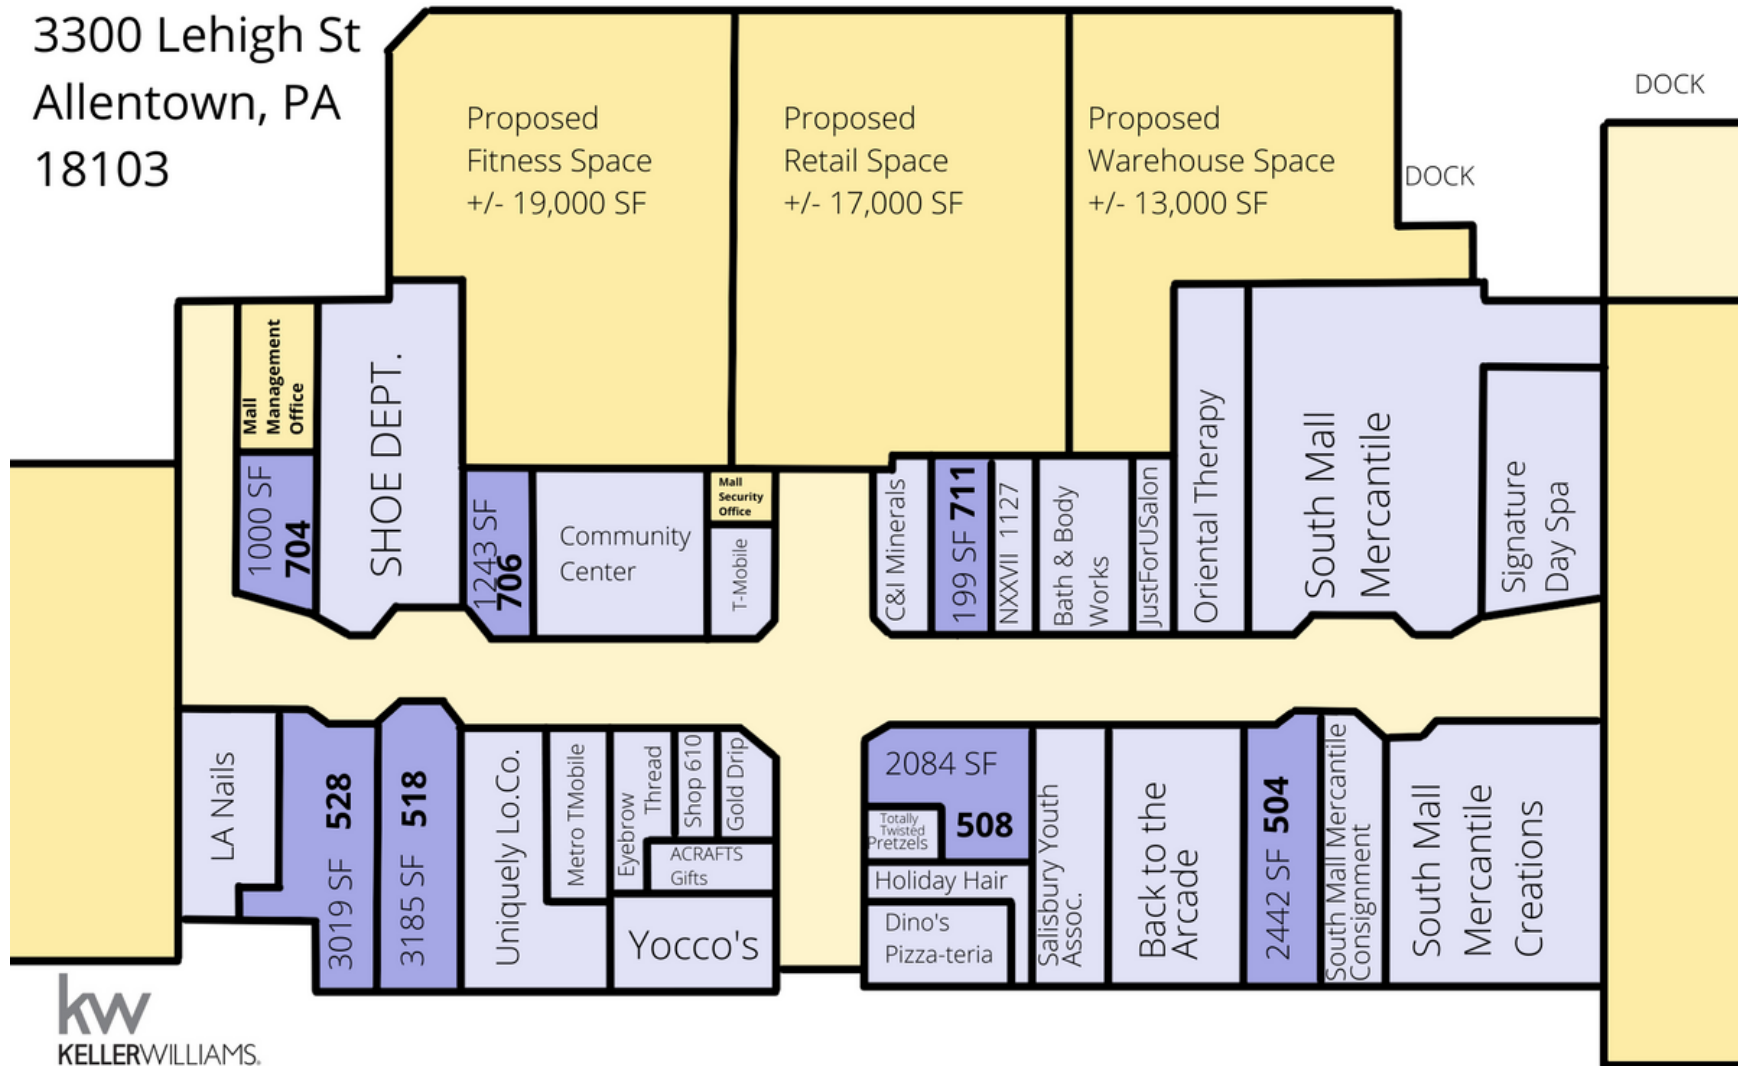 3300 Lehigh St
Allentown, PA
18103
DOCK
DOCK
Proposed
Fitness Space
+/- 19,000 SF
Proposed
Retail Space
+/- 17,000 SF
Proposed
Warehouse Space
+/- 13,000 SF
Mall
Management
Office
1000 SF
704
SHOE DEPT.
1243 SF
706
Community
Center
Mall
Security
Office
T-Mobile
C&I Minerals
199 SF 711
NXXVII 1127
Bath & Body
Works
JustForUSalon
Oriental Therapy
South Mall
Mercantile
Signature
Day Spa
LA Nails
3019 SF 528
3185 SF 518
Uniquely Lo.Co.
Metro TMobile
Eyebrow
Thread
Shop 610
Gold Drip
ACRAFTS
Gifts
Yocco's
2084 SF
508
Totally
Twisted
Pretzels
Holiday Hair
Dino's
Pizza-teria
Salisbury Youth
Assoc.
Back to the
Arcade
2442 SF 504
South Mall Mercantile
Consignment
South Mall
Mercantile
Creations
kw
KELLERWILLIAMS.